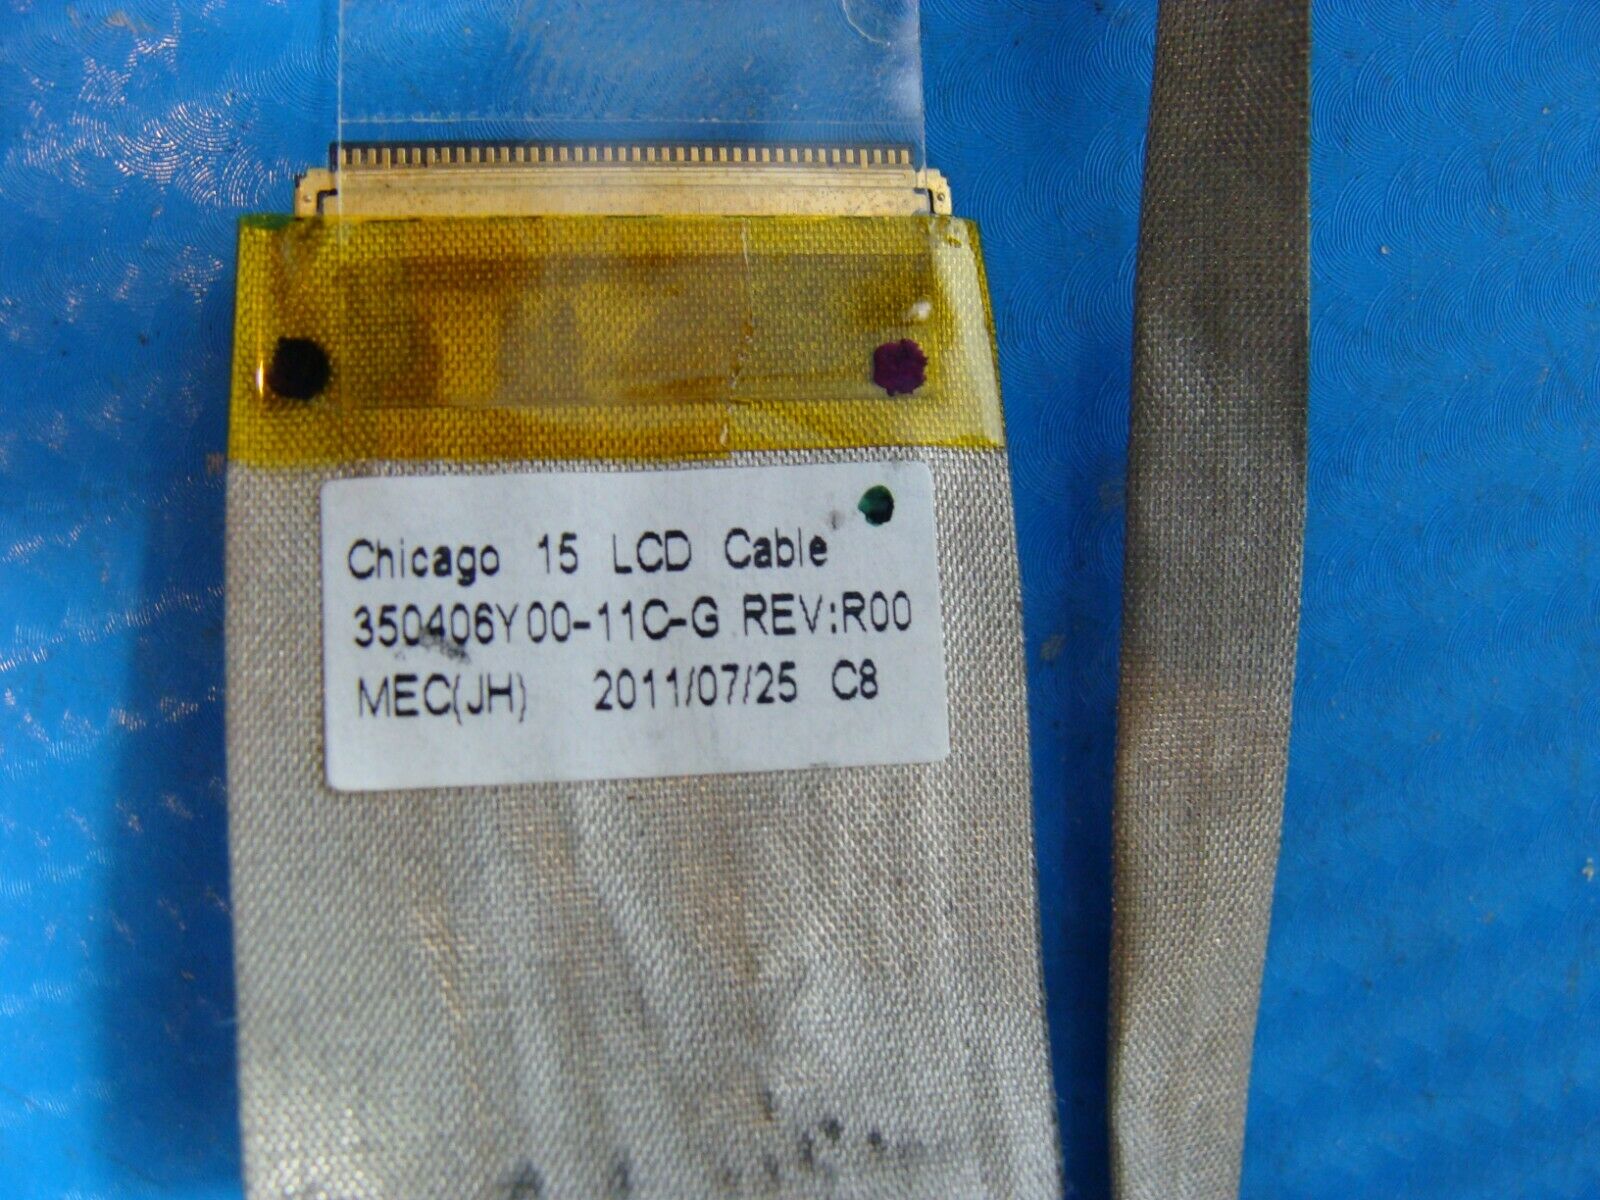 Chicago 15 LCD Cable
350406Y00-11C-G REV:R00
MEC(JH) 2011/07/25 C8